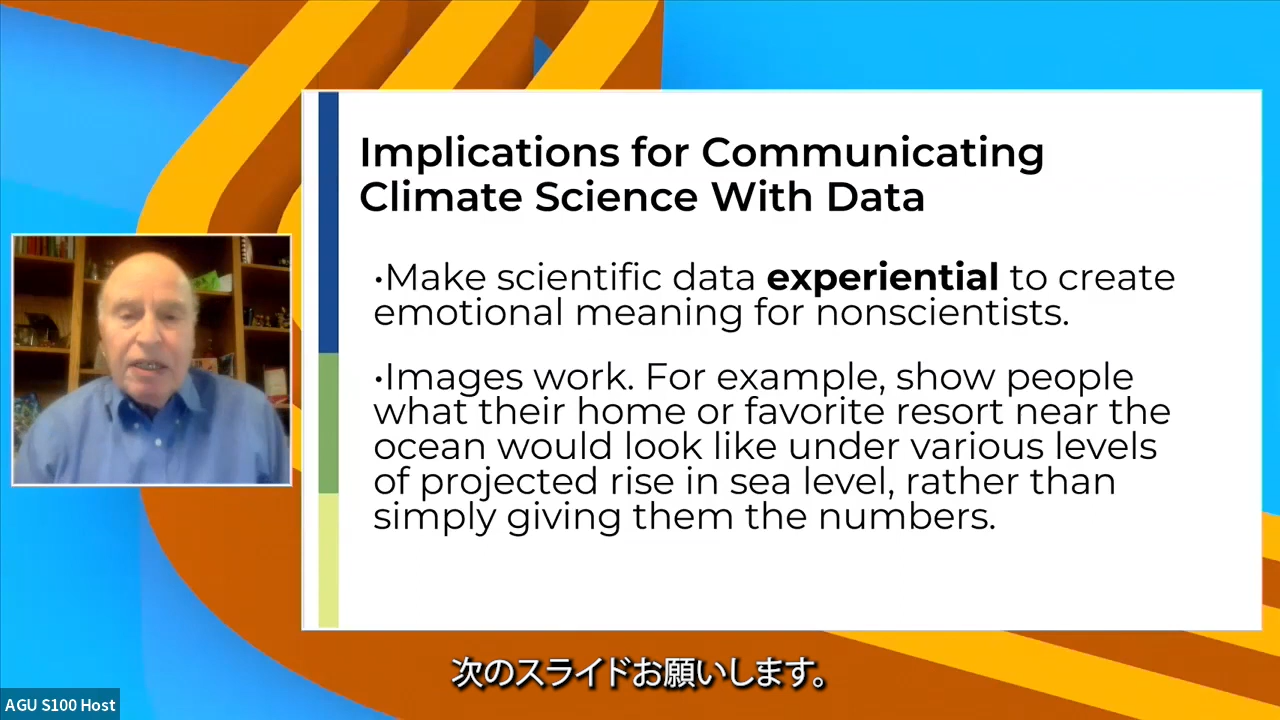 Implications for Communicating
Climate Science With Data
•Make scientific data experiential to create
emotional meaning for nonscientists.
•Images work. For example, show people
what their home or favorite resort near the
ocean would look like under various levels
of projected rise in sea level, rather than
simply giving them the numbers.
次のスライドお願いします。
AGU S100 Host